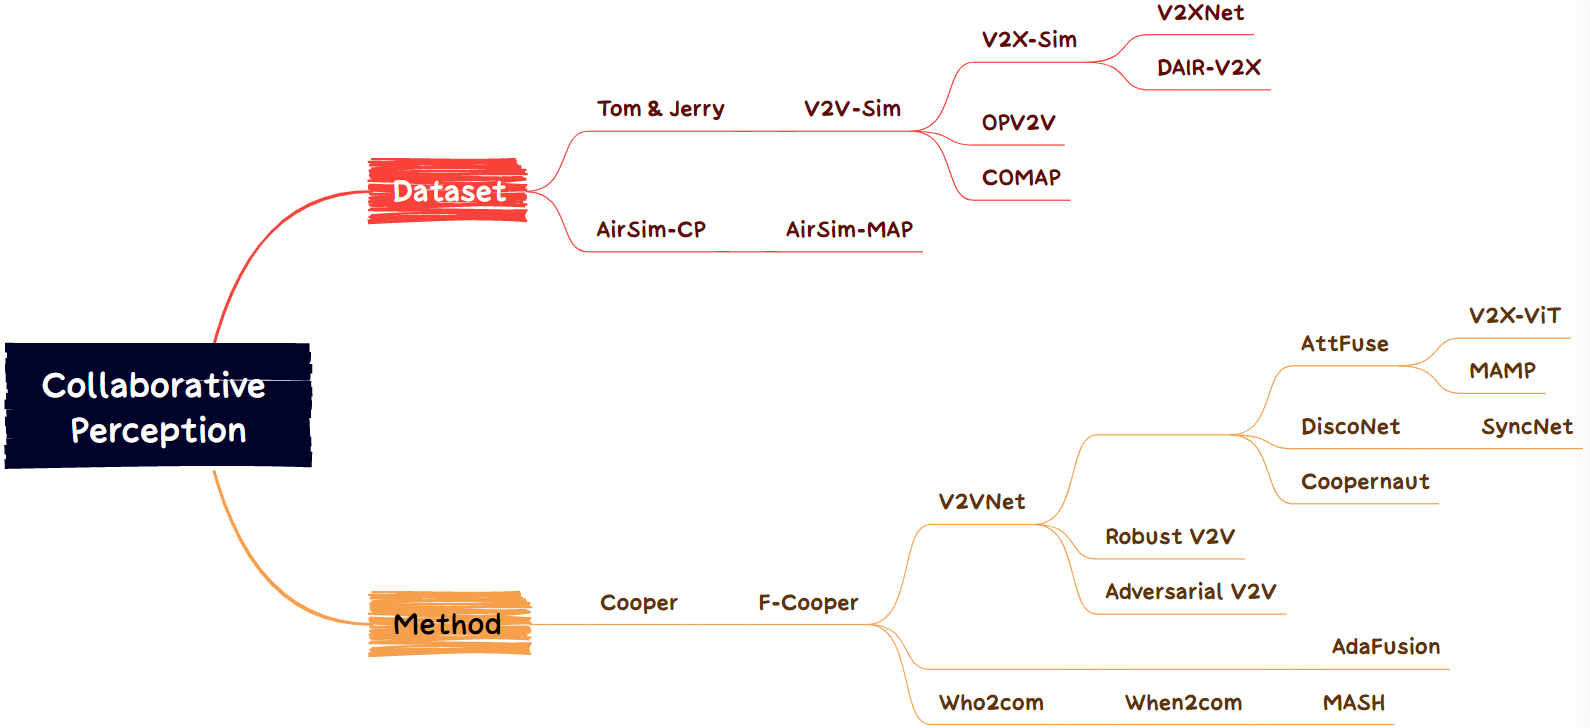 V2XNet
V2X-Sim
DAIR-V2X
Tom & Jerry
V2V-Sim
OPV2V
COMAP
Dataset
AirSim-CP
AirSim-MAP
Collaborative
Perception
V2X-ViT
AttFuse
MAMP
DiscoNet
SyncNet
Coopernaut
V2VNet
Robust V2V
Adversarial V2V
Method
Cooper
F-Cooper
AdaFusion
Who2com
When2com
MASH